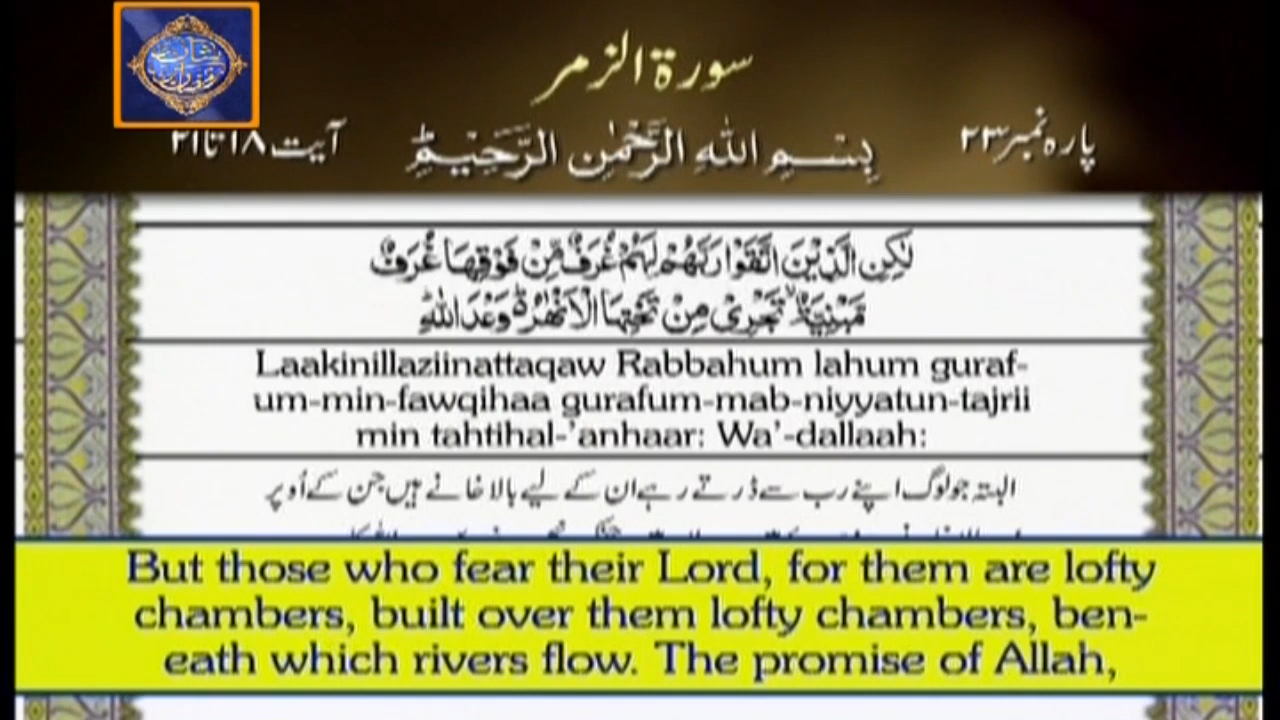 سورة الزمر
پارہ نمبر ۲۳
بِسْمِ اللهِ الرَّحْمٰنِ الرَّحِيْمِ
آیت ۱۸ تا ۲۱
لٰكِنِ الَّذِيْنَ اتَّقَوْا رَبَّهُمْ لَهُمْ غُرَفٌ مِّنْ فَوْقِهَا غُرَفٌ
مَّبْنِيَّةٌ ۙ تَجْرِىْ مِنْ تَحْتِهَا الْاَنْهٰرُ ۬ؕ وَعْدَ اللّٰهِ ؕ
Laakinillaziinattaqaw Rabbahum lahum guraf-
um-min-fawqihaa gurafum-mab-niyyatun-tajrii
min tahtihal-'anhaar: Wa'-dallaah:
البتہ جو لوگ اپنے رب سے ڈرتے رہے ان کے لیے بالا خانے ہیں جن کے اُوپر
But those who fear their Lord, for them are lofty
chambers, built over them lofty chambers, ben-
eath which rivers flow. The promise of Allah,